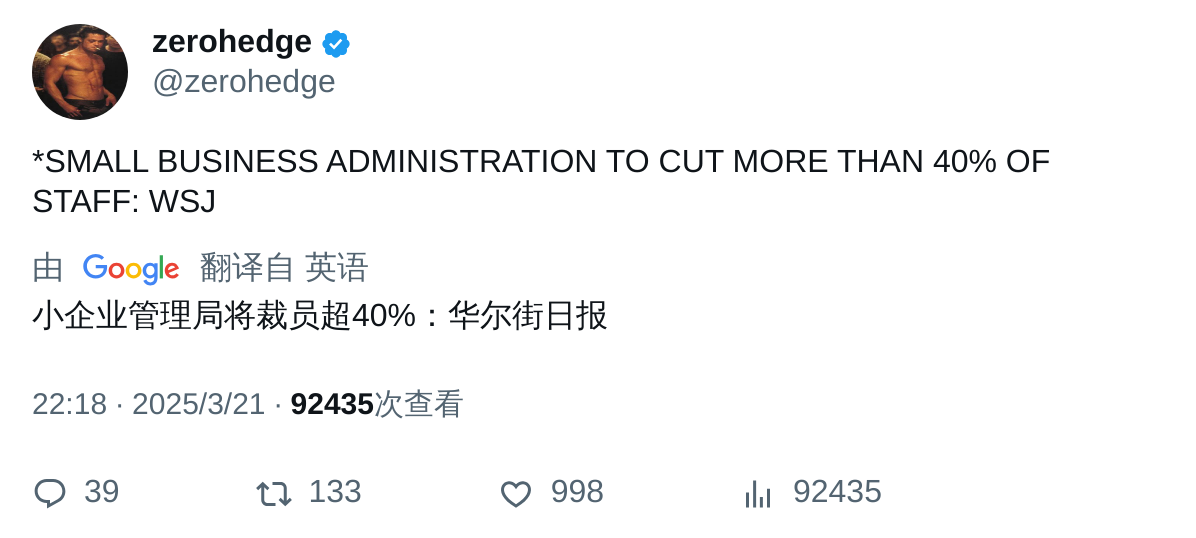 zerohedge
@zerohedge
*SMALL BUSINESS ADMINISTRATION TO CUT MORE THAN 40% OF
STAFF: WSJ
由 Google 翻译自 英语
小企业管理局将裁员超40%：华尔街日报
22:18 · 2025/3/21 · 92435次查看
39 133 998 92435